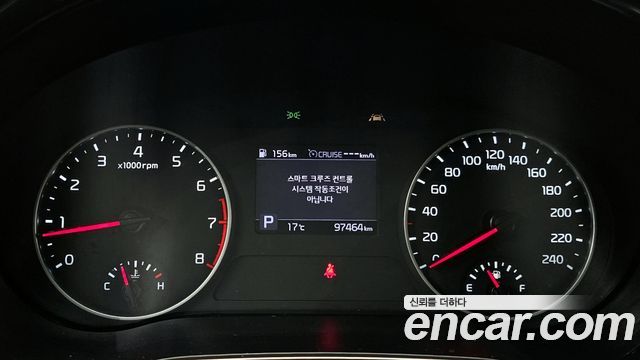 156km CRUISE ---km/h
스마트 크루즈 컨트롤
시스템 작동조건이
아닙니다
P 17℃ 97464km
0 1 2 3 4 5 6 7 8
x1000rpm
C H
0 20 40 60 80 100 120 140 160 180 200 220 240
km/h
E F
신뢰를 더하다
encar.com